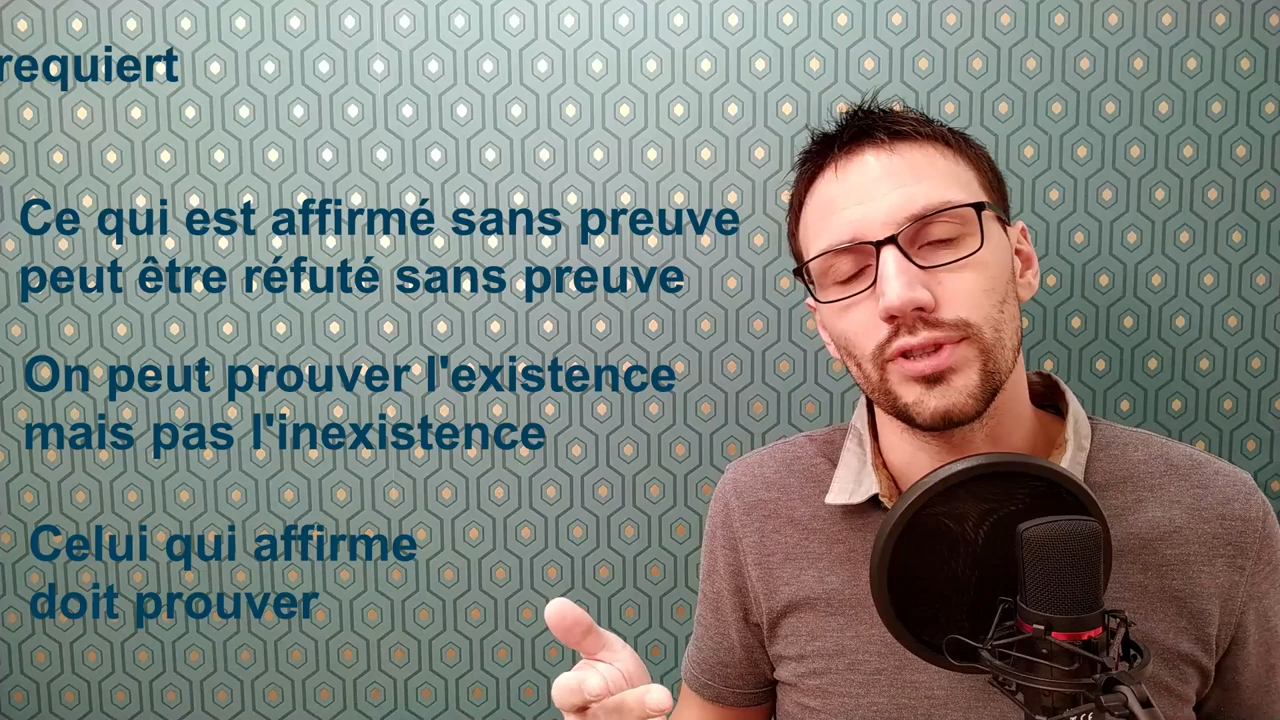 requiert
Ce qui est affirmé sans preuve
peut être réfuté sans preuve
On peut prouver l'existence
mais pas l'inexistence
Celui qui affirme
doit prouver